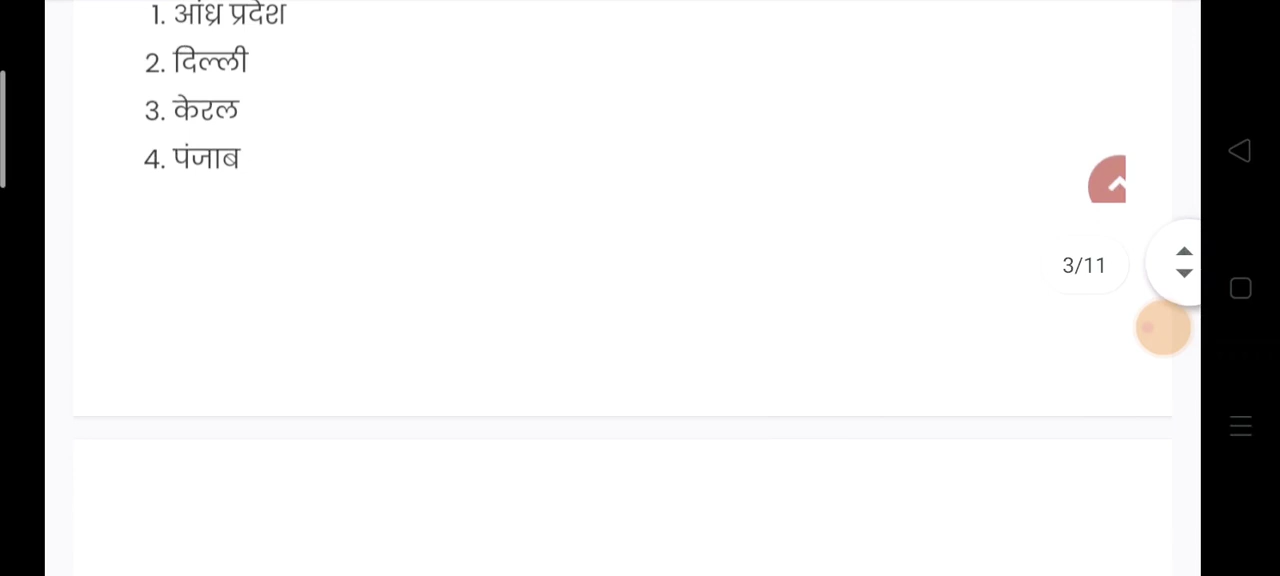 1. आंध्र प्रदेश
2. दिल्ली
3. केरल
4. पंजाब
3/11